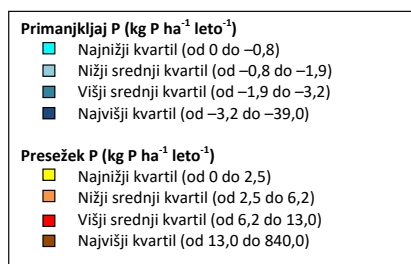 Primanjkljaj P (kg P ha⁻¹ leto⁻¹)
Najnižji kvartil (od 0 do –0,8)
Nižji srednji kvartil (od –0,8 do –1,9)
Višji srednji kvartil (od –1,9 do –3,2)
Najvišji kvartil (od –3,2 do –39,0)
Presežek P (kg P ha⁻¹ leto⁻¹)
Najnižji kvartil (od 0 do 2,5)
Nižji srednji kvartil (od 2,5 do 6,2)
Višji srednji kvartil (od 6,2 do 13,0)
Najvišji kvartil (od 13,0 do 840,0)